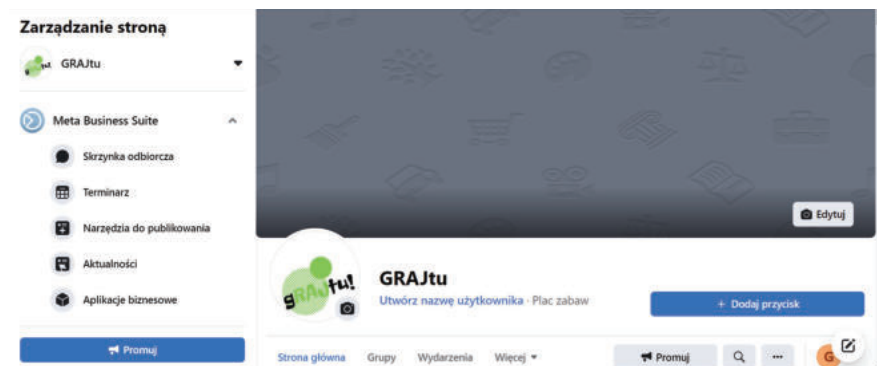 Zarządzanie stroną
GRAJtu
Meta Business Suite
Skrzynka odbiorcza
Terminarz
Narzędzia do publikowania
Aktualności
Aplikacje biznesowe
Promuj
Edytuj
gRAJtu!
GRAJtu
Utwórz nazwę użytkownika · Plac zabaw
+ Dodaj przycisk
Strona główna Grupy Wydarzenia Więcej Promuj G